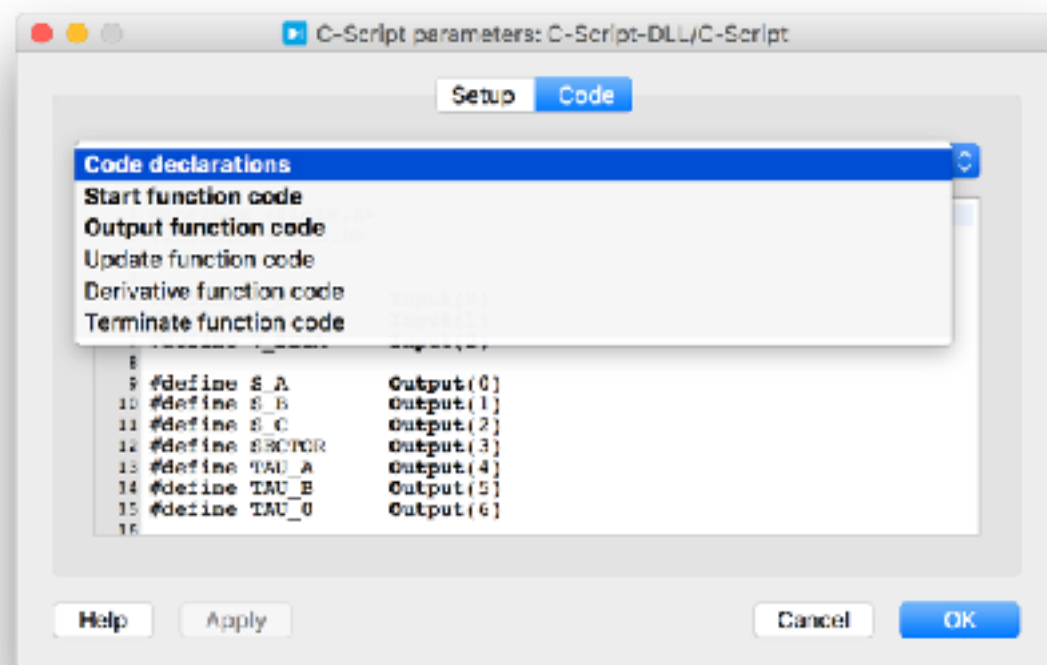 C-Script parameters: C-Script-DLL/C-Script
Setup Code
Code declarations
Start function code
Output function code
Update function code
Derivative function code
Terminate function code
8
9 #define S_A Output(0)
10 #define S_B Output(1)
11 #define S_C Output(2)
12 #define SECTOR Output(3)
13 #define TAU_A Output(4)
14 #define TAU_B Output(5)
15 #define TAU_0 Output(6)
16
Help Apply Cancel OK